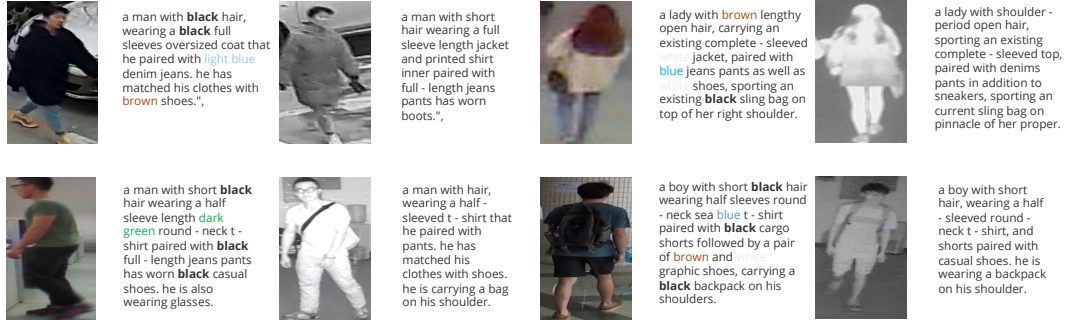 a man with black hair,
wearing a black full
sleeves oversized coat that
he paired with light blue
denim jeans. he has
matched his clothes with
brown shoes.",
a man with short
hair wearing a full
sleeve length jacket
and printed shirt
inner paired with
full - length jeans
pants has worn
boots.",
a lady with brown lengthy
open hair, carrying an
existing complete - sleeved
white jacket, paired with
blue jeans pants as well as
white shoes, sporting an
existing black sling bag on
top of her right shoulder.
a lady with shoulder -
period open hair,
sporting an existing
complete - sleeved top,
paired with denims
pants in addition to
sneakers, sporting an
current sling bag on
pinnacle of her proper.
a man with short black
hair wearing a half
sleeve length dark
green round - neck t -
shirt paired with black
full - length jeans pants
has worn black casual
shoes. he is also
wearing glasses.
a man with hair,
wearing a half -
sleeved t - shirt that
he paired with
pants. he has
matched his
clothes with shoes.
he is carrying a bag
on his shoulder.
a boy with short black hair
wearing half sleeves round
- neck sea blue t - shirt
paired with black cargo
shorts followed by a pair
of brown and white
graphic shoes, carrying a
black backpack on his
shoulders.
a boy with short
hair, wearing a half
- sleeved round -
neck t - shirt, and
shorts paired with
casual shoes. he is
wearing a backpack
on his shoulder.